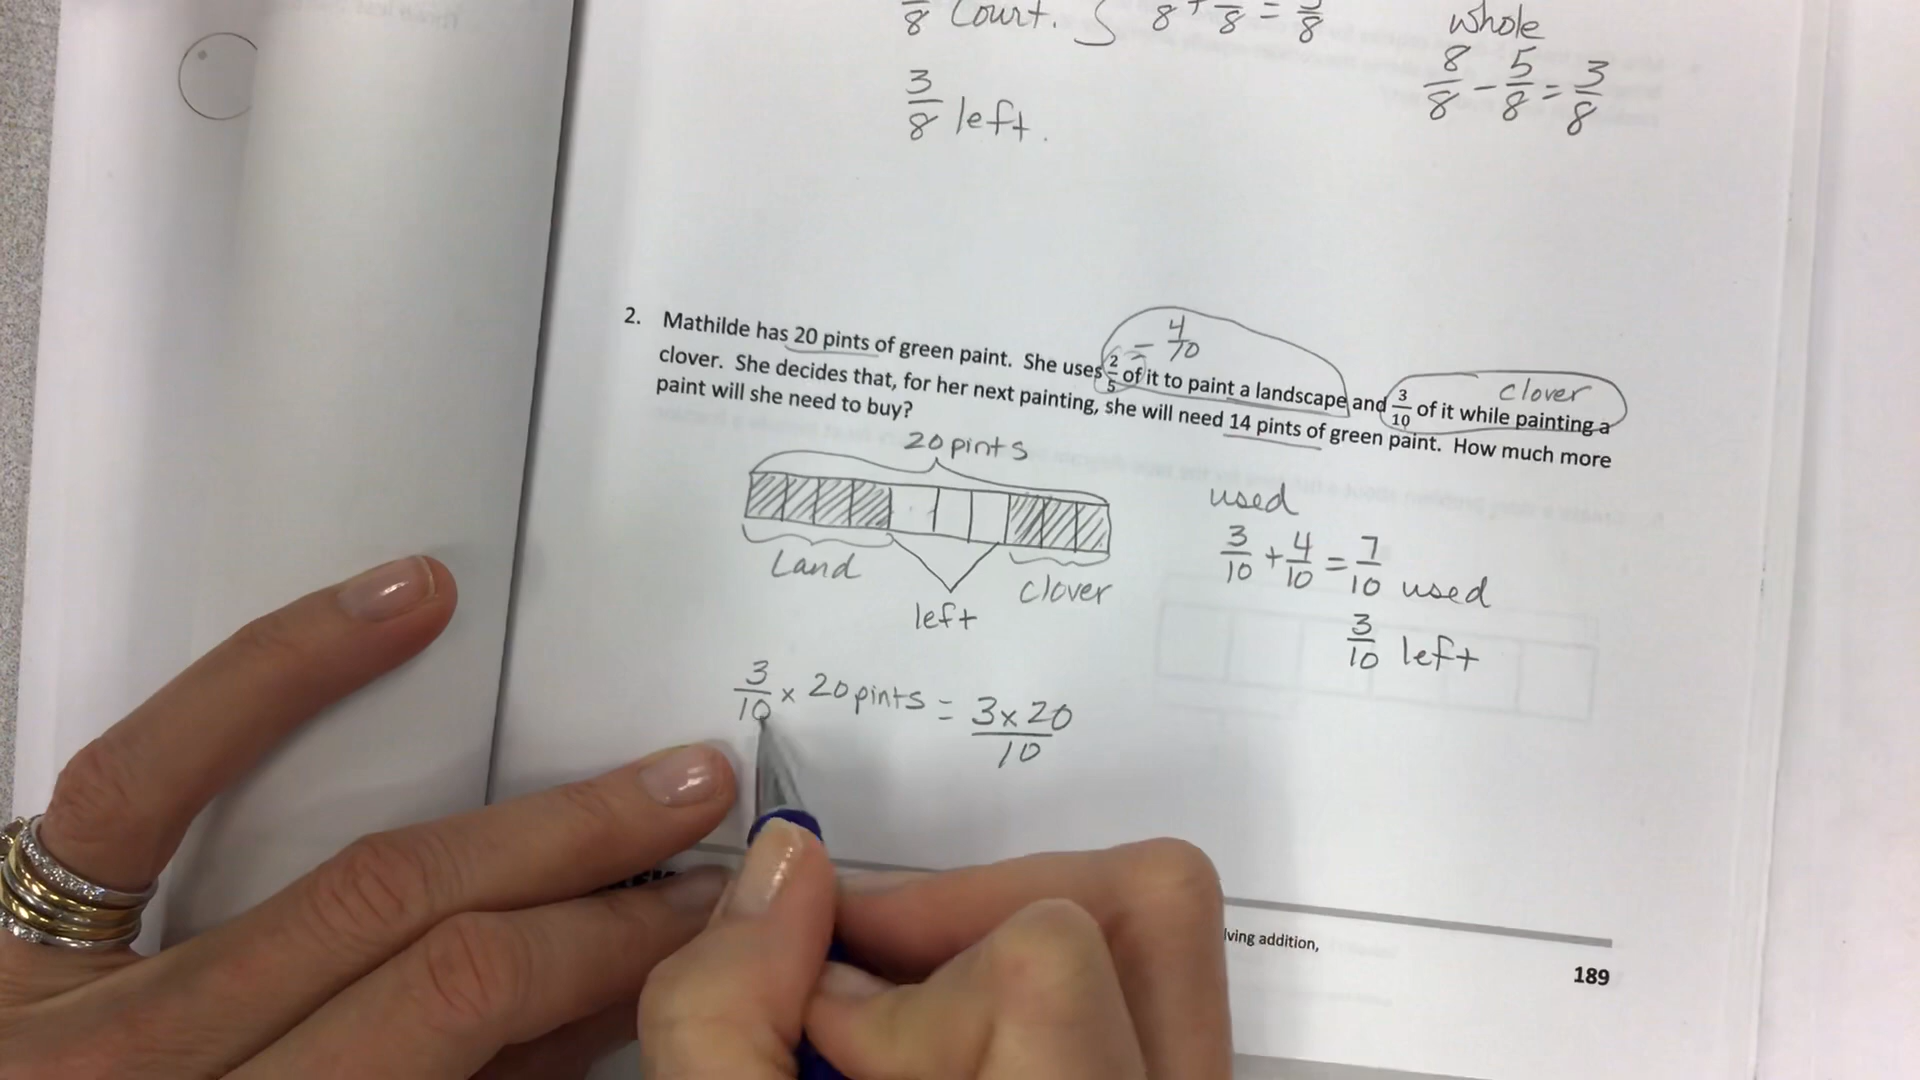 8 Court. 8 + 8 = 8
3/8 left.
whole
8/8 - 5/8 = 3/8
2. Mathilde has 20 pints of green paint. She uses 2/5 of it to paint a landscape and 3/10 of it while painting a
clover. She decides that, for her next painting, she will need 14 pints of green paint. How much more
paint will she need to buy?
= 4/10
clover
20 pints
Land
left
clover
used
3/10 + 4/10 = 7/10 used
3/10 left
3/10 x 20 pints = 3 x 20/10
lving addition,
189